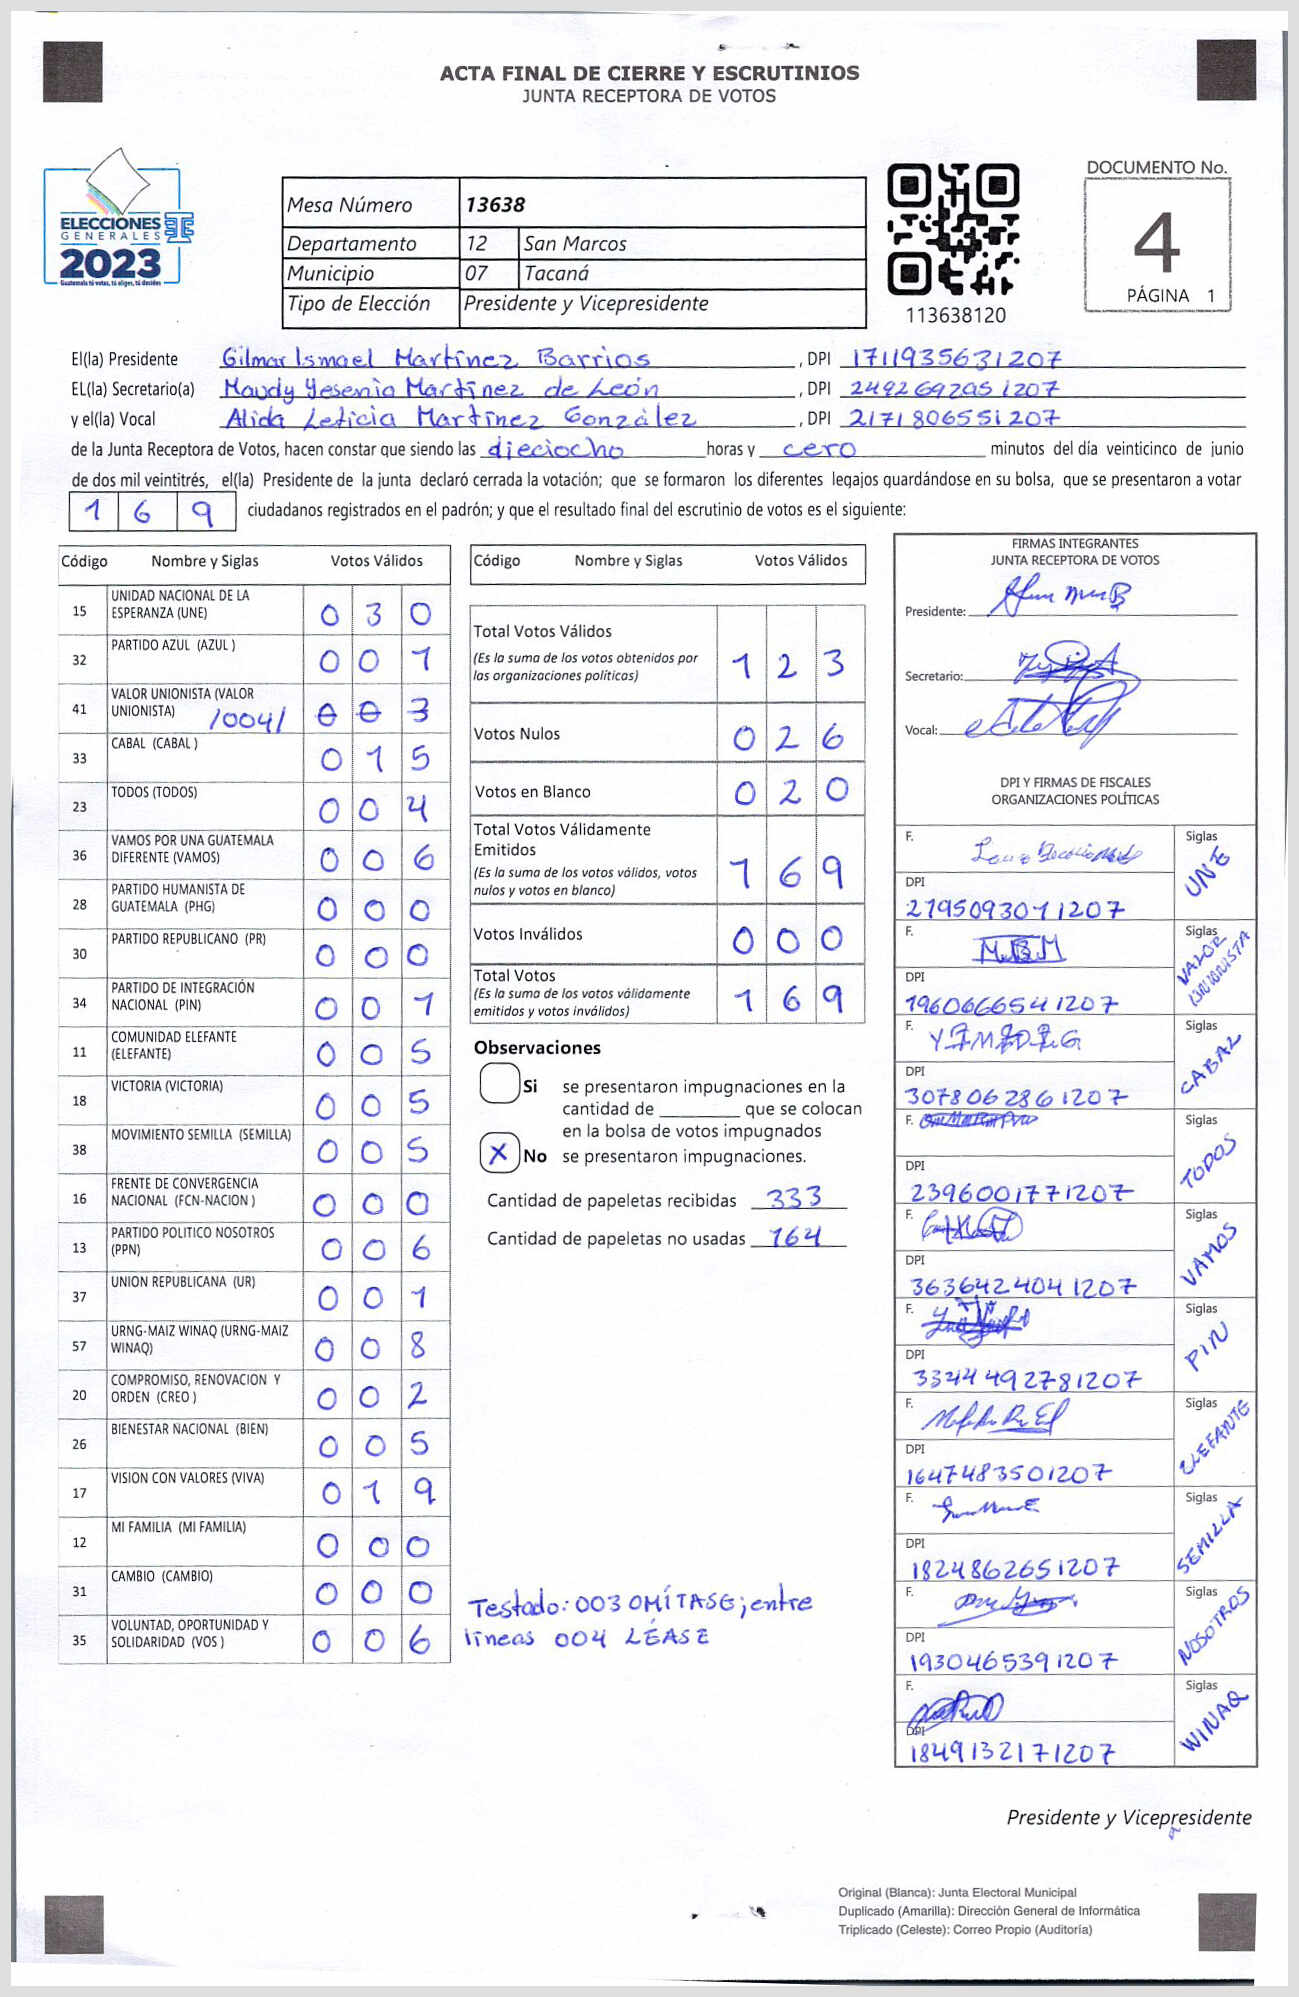 ACTA FINAL DE CIERRE Y ESCRUTINIOS
JUNTA RECEPTORA DE VOTOS
ELECCIONES
GENERALES
2023
Guatemala tú votas, tú eliges, tú decides
Mesa Número 13638
Departamento 12 San Marcos
Municipio 07 Tacaná
Tipo de Elección Presidente y Vicepresidente
113638120
DOCUMENTO No.
4
PÁGINA 1
El(la) Presidente Gilmar Ismael Martínez Barrios, DPI 1711935631207
EL(la) Secretario(a) Maudy Yesenia Martínez de León, DPI 2492692051207
y el(la) Vocal Alida Leticia Martínez González, DPI 2171806551207
de la Junta Receptora de Votos, hacen constar que siendo las dieciocho horas y cero minutos del día veinticinco de junio
de dos mil veintitrés, el(la) Presidente de la junta declaró cerrada la votación; que se formaron los diferentes legajos guardándose en su bolsa, que se presentaron a votar
1 6 9 ciudadanos registrados en el padrón; y que el resultado final del escrutinio de votos es el siguiente:
Código Nombre y Siglas Votos Válidos
15 UNIDAD NACIONAL DE LA ESPERANZA (UNE) 0 3 0
32 PARTIDO AZUL (AZUL ) 0 0 1
41 VALOR UNIONISTA (VALOR UNIONISTA) /004/ 0 0 3
33 CABAL (CABAL ) 0 1 5
23 TODOS (TODOS) 0 0 4
36 VAMOS POR UNA GUATEMALA DIFERENTE (VAMOS) 0 0 6
28 PARTIDO HUMANISTA DE GUATEMALA (PHG) 0 0 0
30 PARTIDO REPUBLICANO (PR) 0 0 0
34 PARTIDO DE INTEGRACIÓN NACIONAL (PIN) 0 0 1
11 COMUNIDAD ELEFANTE (ELEFANTE) 0 0 5
18 VICTORIA (VICTORIA) 0 0 5
38 MOVIMIENTO SEMILLA (SEMILLA) 0 0 5
16 FRENTE DE CONVERGENCIA NACIONAL (FCN-NACION ) 0 0 0
13 PARTIDO POLITICO NOSOTROS (PPN) 0 0 6
37 UNION REPUBLICANA (UR) 0 0 1
57 URNG-MAIZ WINAQ (URNG-MAIZ WINAQ) 0 0 8
20 COMPROMISO, RENOVACION Y ORDEN (CREO ) 0 0 2
26 BIENESTAR NACIONAL (BIEN) 0 0 5
17 VISION CON VALORES (VIVA) 0 1 9
12 MI FAMILIA (MI FAMILIA) 0 0 0
31 CAMBIO (CAMBIO) 0 0 0
35 VOLUNTAD, OPORTUNIDAD Y SOLIDARIDAD (VOS ) 0 0 6
Código Nombre y Siglas Votos Válidos
Total Votos Válidos 1 2 3
(Es la suma de los votos obtenidos por
las organizaciones políticas)
Votos Nulos 0 2 6
Votos en Blanco 0 2 0
Total Votos Válidamente
Emitidos 1 6 9
(Es la suma de los votos válidos, votos
nulos y votos en blanco)
Votos Inválidos 0 0 0
Total Votos 1 6 9
(Es la suma de los votos válidamente
emitidos y votos inválidos)
Observaciones
Si se presentaron impugnaciones en la
cantidad de ________ que se colocan
en la bolsa de votos impugnados
X No se presentaron impugnaciones.
Cantidad de papeletas recibidas 333
Cantidad de papeletas no usadas 164
Testado: 003 OMÍTASE; entre
líneas 004 LÉASE
FIRMAS INTEGRANTES
JUNTA RECEPTORA DE VOTOS
Presidente:
Secretario:
Vocal:
DPI Y FIRMAS DE FISCALES
ORGANIZACIONES POLÍTICAS
F. Siglas UNE
DPI 2795093071207
F. M.B.M Siglas VALOR UNIONISTA
DPI 1960666541207
F. Siglas CABAL
DPI 3078062861207
F. Siglas TODOS
DPI 2396001771207
F. Siglas VAMOS
DPI 3636424041207
F. Siglas PIN
DPI 3344492781207
F. Siglas ELEFANTE
DPI 1647483501207
F. Siglas SEMILLA
DPI 1824862651207
F. Siglas NOSOTROS
DPI 1930465391207
F. Siglas WINAQ
DPI 1849132171207
Presidente y Vicepresidente
Original (Blanca): Junta Electoral Municipal
Duplicado (Amarilla): Dirección General de Informática
Triplicado (Celeste): Correo Propio (Auditoría)